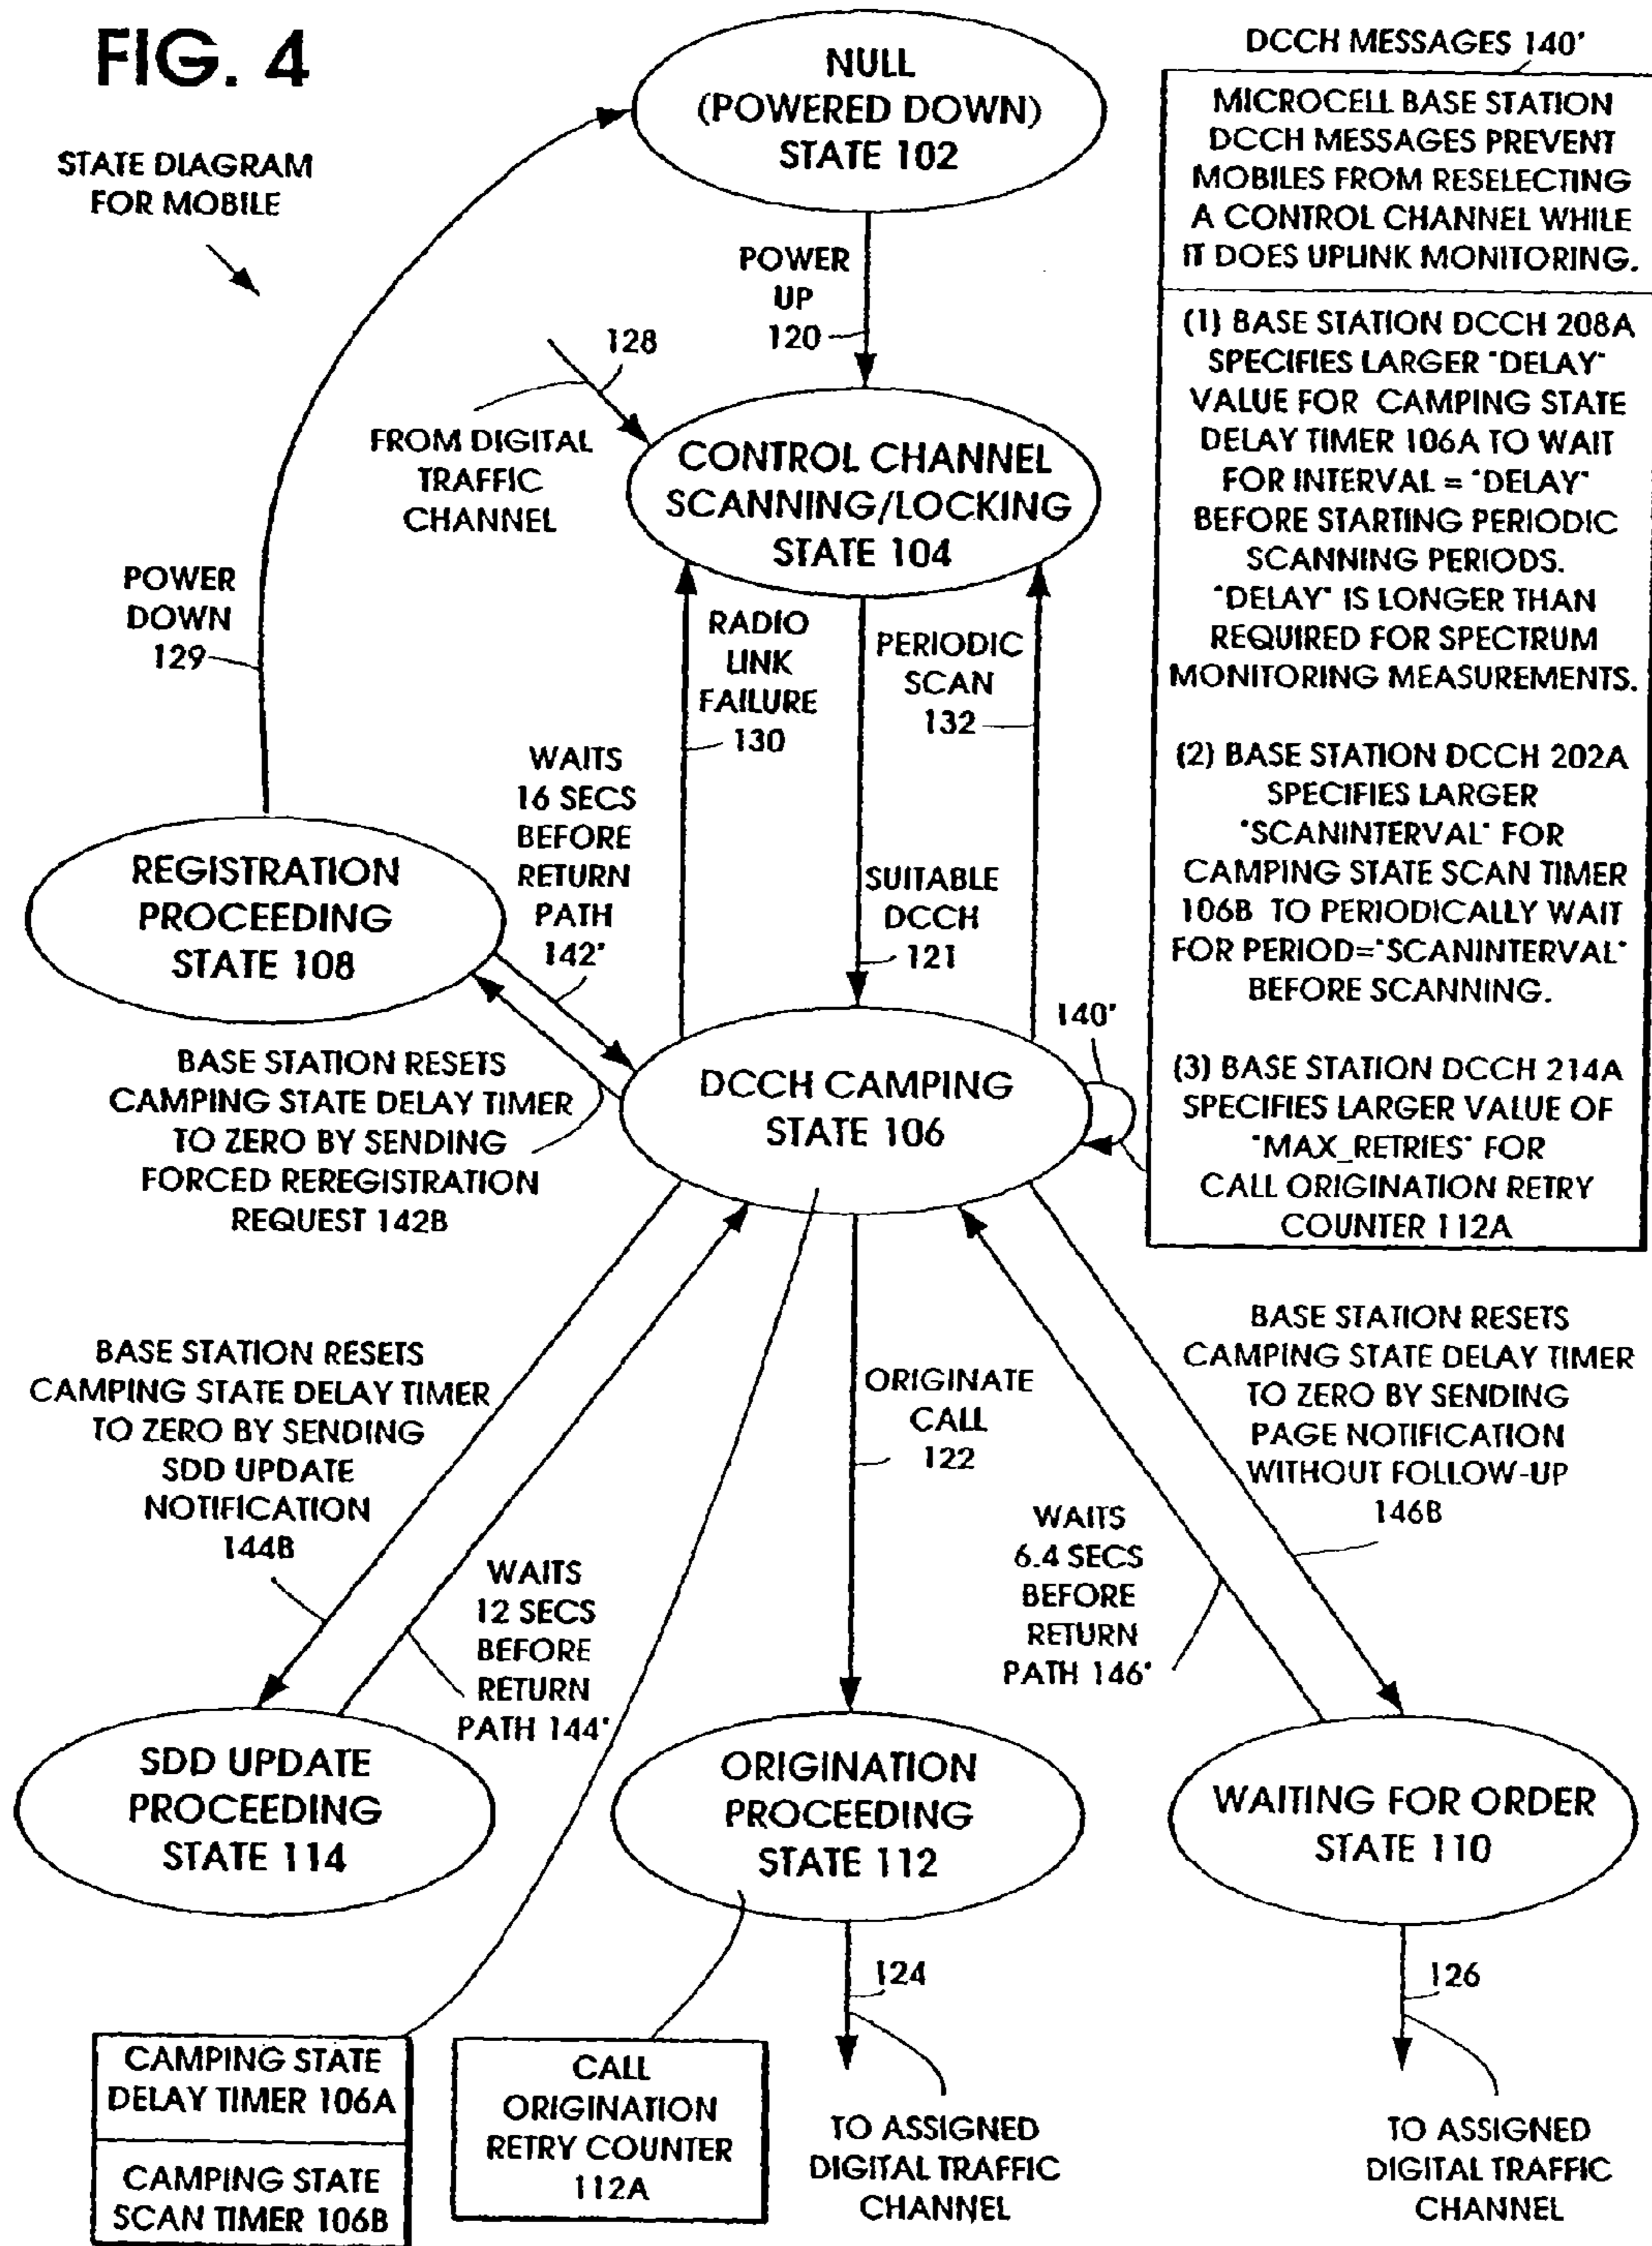 FIG. 4
STATE DIAGRAM
FOR MOBILE
NULL
(POWERED DOWN)
STATE 102
POWER
UP
120
128
FROM DIGITAL
TRAFFIC
CHANNEL
CONTROL CHANNEL
SCANNING/LOCKING
STATE 104
POWER
DOWN
129
RADIO
LINK
FAILURE
130
PERIODIC
SCAN
132
WAITS
16 SECS
BEFORE
RETURN
PATH
142'
SUITABLE
DCCH
121
REGISTRATION
PROCEEDING
STATE 108
BASE STATION RESETS
CAMPING STATE DELAY TIMER
TO ZERO BY SENDING
FORCED REREGISTRATION
REQUEST 142B
DCCH CAMPING
STATE 106
140'
DCCH MESSAGES 140'
MICROCELL BASE STATION
DCCH MESSAGES PREVENT
MOBILES FROM RESELECTING
A CONTROL CHANNEL WHILE
IT DOES UPLINK MONITORING.
(1) BASE STATION DCCH 208A
SPECIFIES LARGER "DELAY"
VALUE FOR CAMPING STATE
DELAY TIMER 106A TO WAIT
FOR INTERVAL = "DELAY"
BEFORE STARTING PERIODIC
SCANNING PERIODS.
"DELAY" IS LONGER THAN
REQUIRED FOR SPECTRUM
MONITORING MEASUREMENTS.
(2) BASE STATION DCCH 202A
SPECIFIES LARGER
"SCANINTERVAL" FOR
CAMPING STATE SCAN TIMER
106B TO PERIODICALLY WAIT
FOR PERIOD="SCANINTERVAL"
BEFORE SCANNING.
(3) BASE STATION DCCH 214A
SPECIFIES LARGER VALUE OF
"MAX_RETRIES" FOR
CALL ORIGINATION RETRY
COUNTER 112A
BASE STATION RESETS
CAMPING STATE DELAY TIMER
TO ZERO BY SENDING
SDD UPDATE
NOTIFICATION
144B
WAITS
12 SECS
BEFORE
RETURN
PATH 144'
ORIGINATE
CALL
122
WAITS
6.4 SECS
BEFORE
RETURN
PATH 146'
BASE STATION RESETS
CAMPING STATE DELAY TIMER
TO ZERO BY SENDING
PAGE NOTIFICATION
WITHOUT FOLLOW-UP
146B
SDD UPDATE
PROCEEDING
STATE 114
ORIGINATION
PROCEEDING
STATE 112
WAITING FOR ORDER
STATE 110
124
126
CAMPING STATE
DELAY TIMER 106A
CAMPING STATE
SCAN TIMER 106B
CALL
ORIGINATION
RETRY COUNTER
112A
TO ASSIGNED
DIGITAL TRAFFIC
CHANNEL
TO ASSIGNED
DIGITAL TRAFFIC
CHANNEL